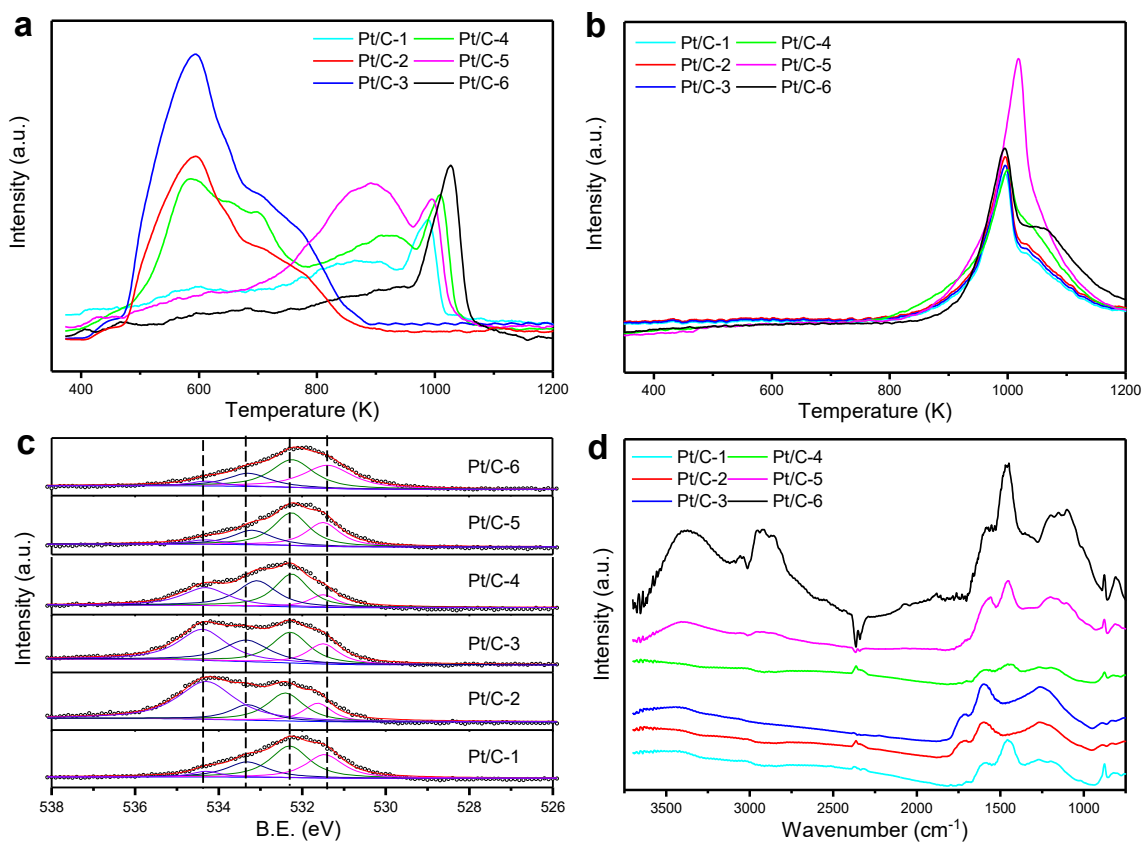 a
Pt/C-1 Pt/C-4
Pt/C-2 Pt/C-5
Pt/C-3 Pt/C-6
Intensity (a.u.)
400 600 800 1000 1200
Temperature (K)
b
Pt/C-1 Pt/C-4
Pt/C-2 Pt/C-5
Pt/C-3 Pt/C-6
Intensity (a.u.)
400 600 800 1000 1200
Temperature (K)
c
Pt/C-6
Pt/C-5
Pt/C-4
Pt/C-3
Pt/C-2
Pt/C-1
Intensity (a.u.)
538 536 534 532 530 528 526
B.E. (eV)
d
Pt/C-1 Pt/C-4
Pt/C-2 Pt/C-5
Pt/C-3 Pt/C-6
Intensity (a.u.)
3500 3000 2500 2000 1500 1000
Wavenumber (cm⁻¹)